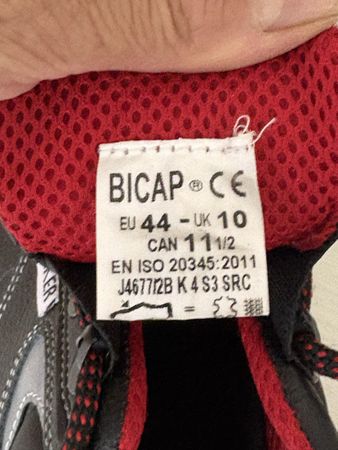 BICAP ® CE
EU 44 - UK 10
CAN 11 1/2
EN ISO 20345:2011
J4677/2B K 4 S3 SRC
=